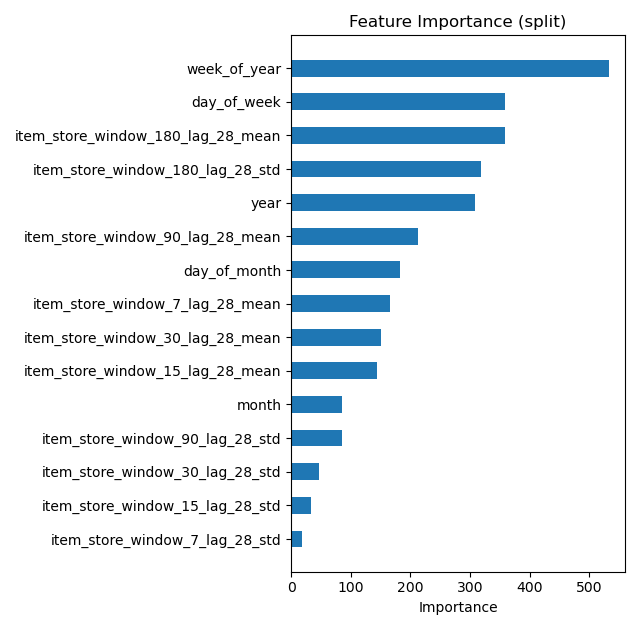 Feature Importance (split)
week_of_year
day_of_week
item_store_window_180_lag_28_mean
item_store_window_180_lag_28_std
year
item_store_window_90_lag_28_mean
day_of_month
item_store_window_7_lag_28_mean
item_store_window_30_lag_28_mean
item_store_window_15_lag_28_mean
month
item_store_window_90_lag_28_std
item_store_window_30_lag_28_std
item_store_window_15_lag_28_std
item_store_window_7_lag_28_std
0 100 200 300 400 500
Importance